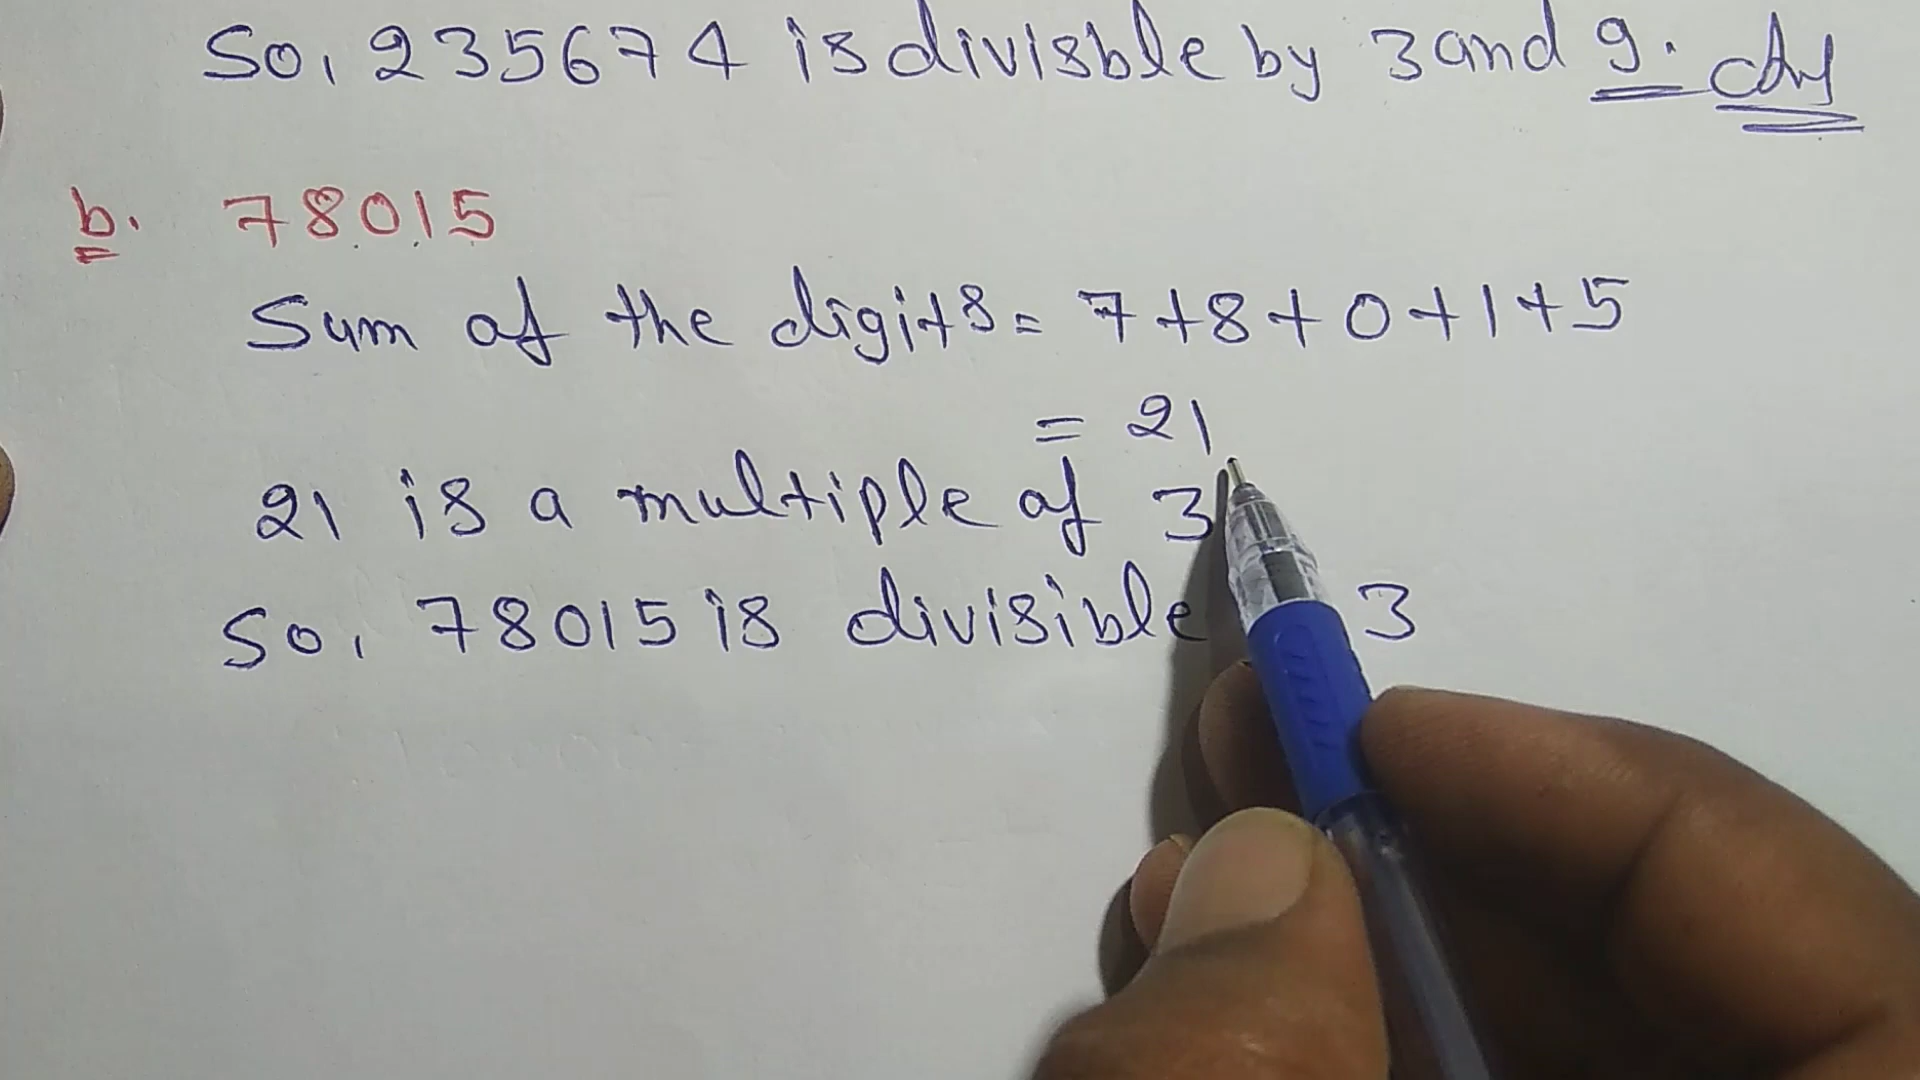 So, 235674 is divisble by 3 and 9. Ans
b. 78015
Sum of the digits = 7+8+0+1+5
= 21
21 is a multiple of 3
So, 78015 is divisible 3